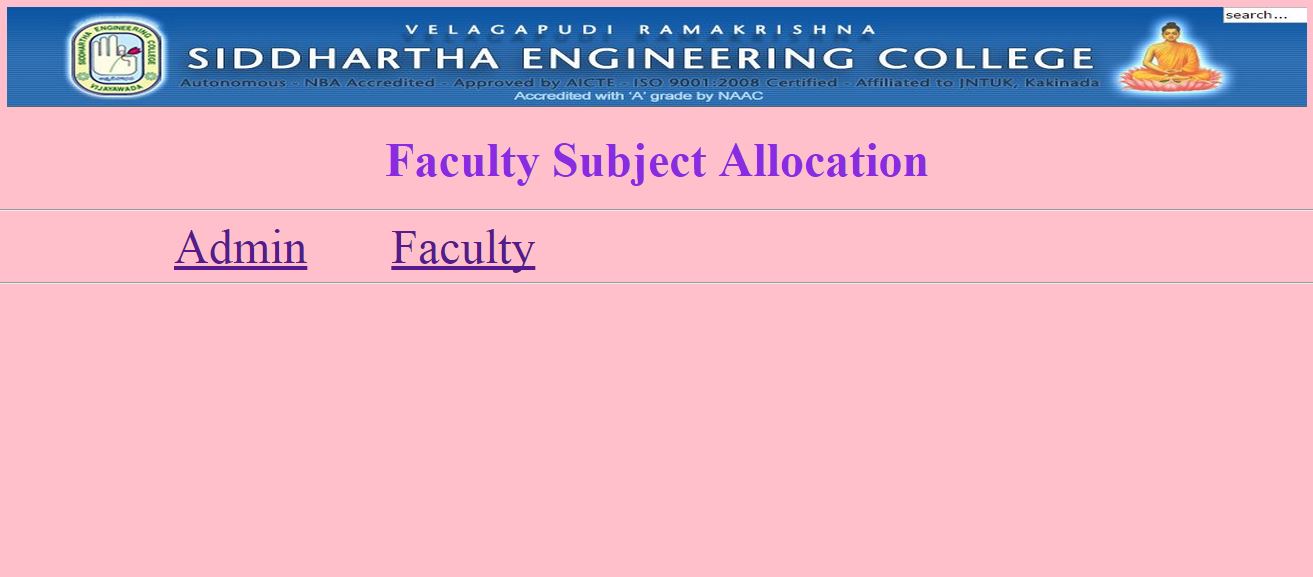 search...
VELAGAPUDI RAMAKRISHNA
SIDDHARTHA ENGINEERING COLLEGE
Autonomous - NBA Accredited - Approved by AICTE - ISO 9001:2008 Certified - Affiliated to JNTUK, Kakinada
Accredited with 'A' grade by NAAC
SIDDHARTHA ENGINEERING COLLEGE
VIJAYAWADA
Faculty Subject Allocation
Admin Faculty